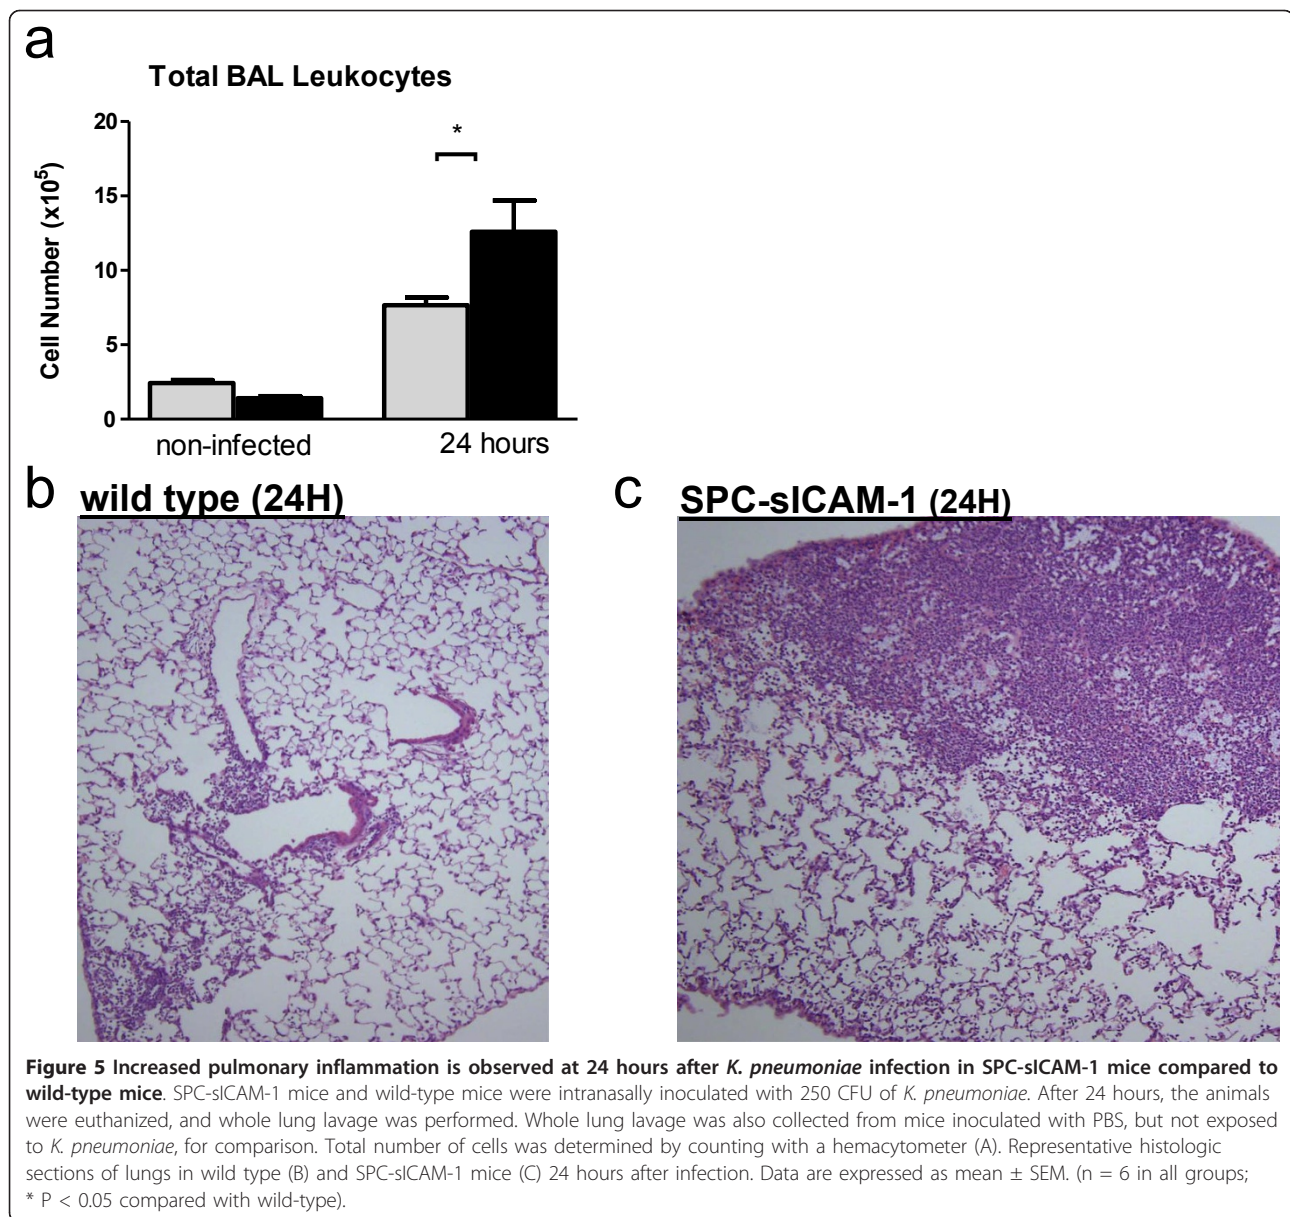 a
Total BAL Leukocytes
Cell Number (x10⁵)
20
15
10
5
0
*
non-infected
24 hours
b wild type (24H)
c SPC-sICAM-1 (24H)
Figure 5 Increased pulmonary inflammation is observed at 24 hours after K. pneumoniae infection in SPC-sICAM-1 mice compared to
wild-type mice. SPC-sICAM-1 mice and wild-type mice were intranasally inoculated with 250 CFU of K. pneumoniae. After 24 hours, the animals
were euthanized, and whole lung lavage was performed. Whole lung lavage was also collected from mice inoculated with PBS, but not exposed
to K. pneumoniae, for comparison. Total number of cells was determined by counting with a hemacytometer (A). Representative histologic
sections of lungs in wild type (B) and SPC-sICAM-1 mice (C) 24 hours after infection. Data are expressed as mean ± SEM. (n = 6 in all groups;
* P < 0.05 compared with wild-type).